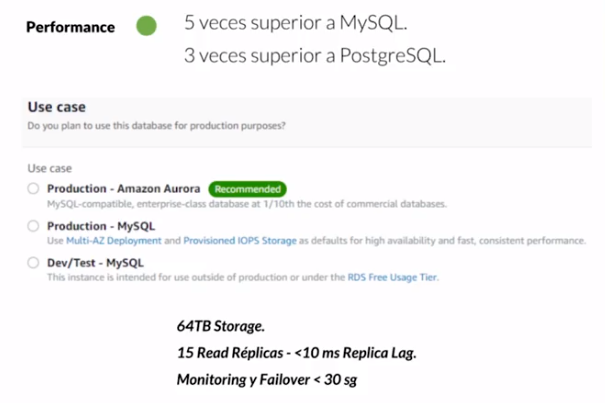 Performance
5 veces superior a MySQL.
3 veces superior a PostgreSQL.
Use case
Do you plan to use this database for production purposes?
Use case
Production - Amazon Aurora Recommended
MySQL-compatible, enterprise-class database at 1/10th the cost of commercial databases.
Production - MySQL
Use Multi-AZ Deployment and Provisioned IOPS Storage as defaults for high availability and fast, consistent performance.
Dev/Test - MySQL
This instance is intended for use outside of production or under the RDS Free Usage Tier.
64TB Storage.
15 Read Réplicas - <10 ms Replica Lag.
Monitoring y Failover < 30 sg